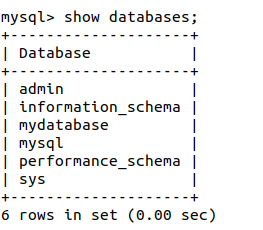 mysql> show databases;
+--------------------+
| Database           |
+--------------------+
| admin              |
| information_schema |
| mydatabase         |
| mysql              |
| performance_schema |
| sys                |
+--------------------+
6 rows in set (0.00 sec)